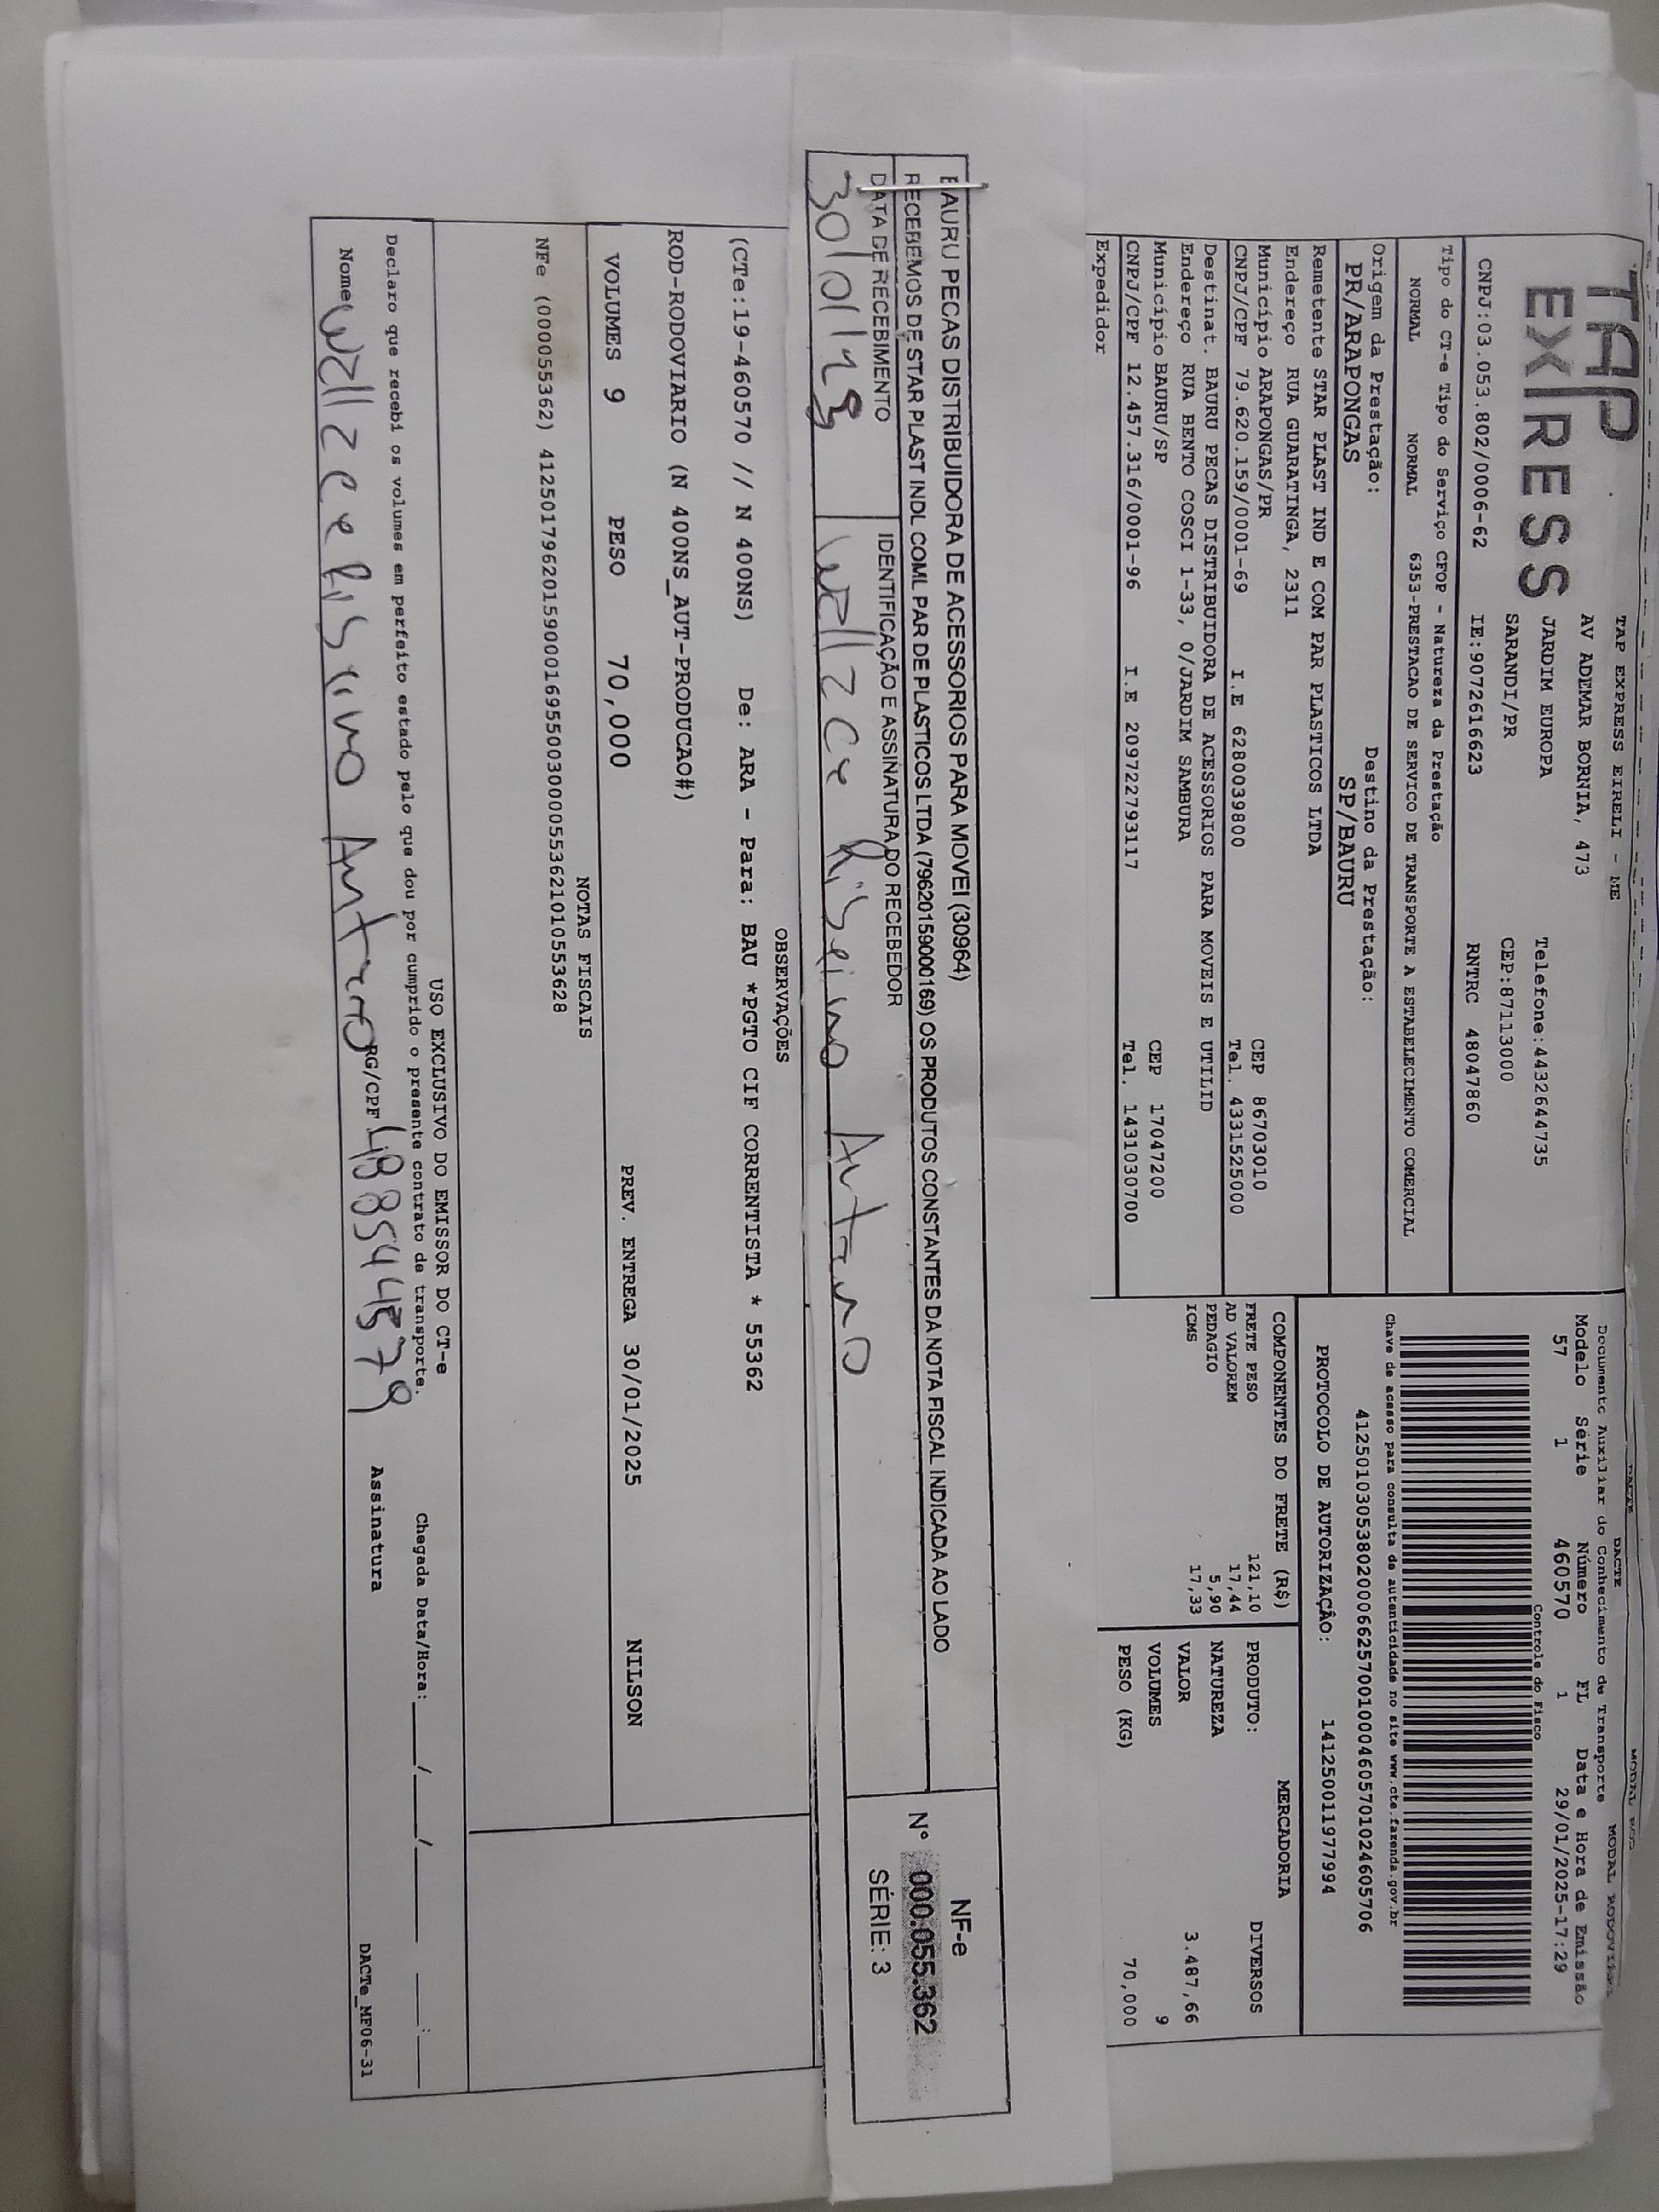 TAP
EXPRESS
TAP EXPRESS EIRELI - ME
AV ADEMAR BORNIA, 473
JARDIM EUROPA Telefone:4432644735
SARANDI/PR CEP:87113000
CNPJ:03.053.802/0006-62 IE:9072616623 RNTRC 48047860
Tipo do CT-e Tipo do Serviço CFOP - Natureza da Prestação
NORMAL NORMAL 6353-PRESTACAO DE SERVICO DE TRANSPORTE A ESTABELECIMENTO COMERCIAL
Origem da Prestação: Destino da Prestação:
PR/ARAPONGAS SP/BAURU
Remetente STAR PLAST IND E COM PAR PLASTICOS LTDA
Endereço RUA GUARATINGA, 2311
Município ARAPONGAS/PR CEP 86703010
CNPJ/CPF 79.620.159/0001-69 I.E 6280039800 Tel. 4331525000
Destinat. BAURU PECAS DISTRIBUIDORA DE ACESSORIOS PARA MOVEIS E UTILID
Endereço RUA BENTO COSCI 1-33, 0/JARDIM SAMBURA
Município BAURU/SP CEP 17047200
CNPJ/CPF 12.457.316/0001-96 I.E 209722793117 Tel. 1431030700
Expedidor
DACTE MODAL RODOVIAR
Documento Auxiliar do Conhecimento de Transporte
Modelo Série Número FL Data e Hora de Emissão
57 1 460570 1 29/01/2025-17:29
Controle do Fisco
Chave de acesso para consulta de autenticidade no site www.cte.fazenda.gov.br
41250103053802000662570010004605701024605706
PROTOCOLO DE AUTORIZAÇÃO: 141250011977994
COMPONENTES DO FRETE (R$)
FRETE PESO 121,10
AD VALOREM 17,44
PEDAGIO 5,90
ICMS 17,33
MERCADORIA
PRODUTO: DIVERSOS
NATUREZA
VALOR 3.487,66
VOLUMES 9
PESO (KG) 70,000
BAURU PECAS DISTRIBUIDORA DE ACESSORIOS PARA MOVEI (30964)
RECEBEMOS DE STAR PLAST INDL COML PAR DE PLASTICOS LTDA (79620159000169) OS PRODUTOS CONSTANTES DA NOTA FISCAL INDICADA AO LADO
DATA DE RECEBIMENTO IDENTIFICAÇÃO E ASSINATURA DO RECEBEDOR
NF-e
Nº 000.055.362
SÉRIE: 3
OBSERVAÇÕES
(CTe:19-460570 // N 400NS) De: ARA - Para: BAU *PGTO CIF CORRENTISTA * 55362
ROD-RODOVIARIO (N 400NS_AUT-PRODUCAO#)
VOLUMES 9 PESO 70,000 PREV. ENTREGA 30/01/2025 NILSON
NOTAS FISCAIS
NFe (000055362) 41250179620159000169550030000553621010553628
USO EXCLUSIVO DO EMISSOR DO CT-e
Declaro que recebi os volumes em perfeito estado pelo que dou por cumprido o presente contrato de transporte.
Chegada Data/Hora:____/____/______ ____:____
Nome Wallace RG/CPF Assinatura
DACTe_MF06-31